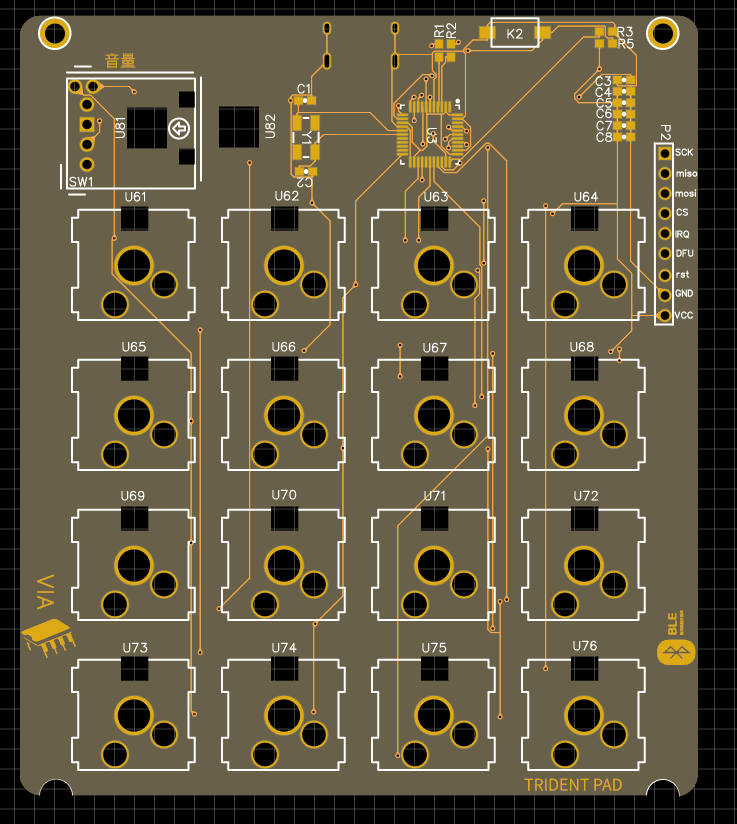 R1
R2
K2
R3
R5
音量
C1
C3
C4
C5
C6
C7
C8
U81
U82
Y1
U3
P2
C2
SW1
SCK
miso
mosi
CS
IRQ
DFU
rst
GND
VCC
U61
U62
U63
U64
U65
U66
U67
U68
U69
U70
U71
U72
VIA
BLE
U73
U74
U75
U76
TRIDENT PAD